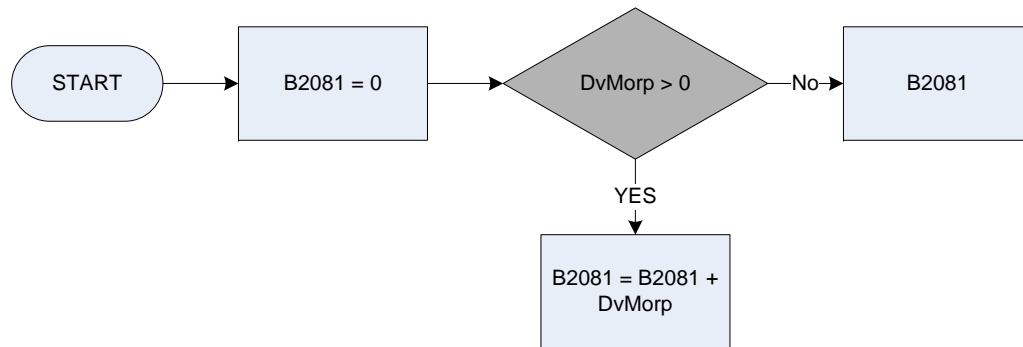 START
B2081 = 0
DvMorp > 0
No
B2081
YES
B2081 = B2081 +
DvMorp